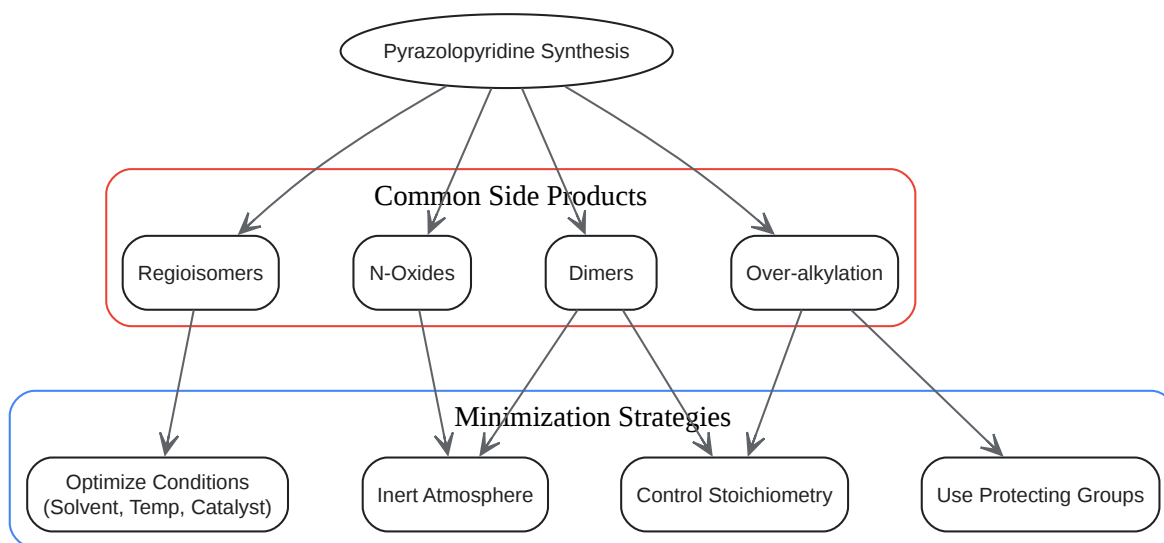 Pyrazolopyridine Synthesis
Common Side Products
Regioisomers
N-Oxides
Dimers
Over-alkylation
Minimization Strategies
Optimize Conditions
(Solvent, Temp, Catalyst)
Inert Atmosphere
Control Stoichiometry
Use Protecting Groups